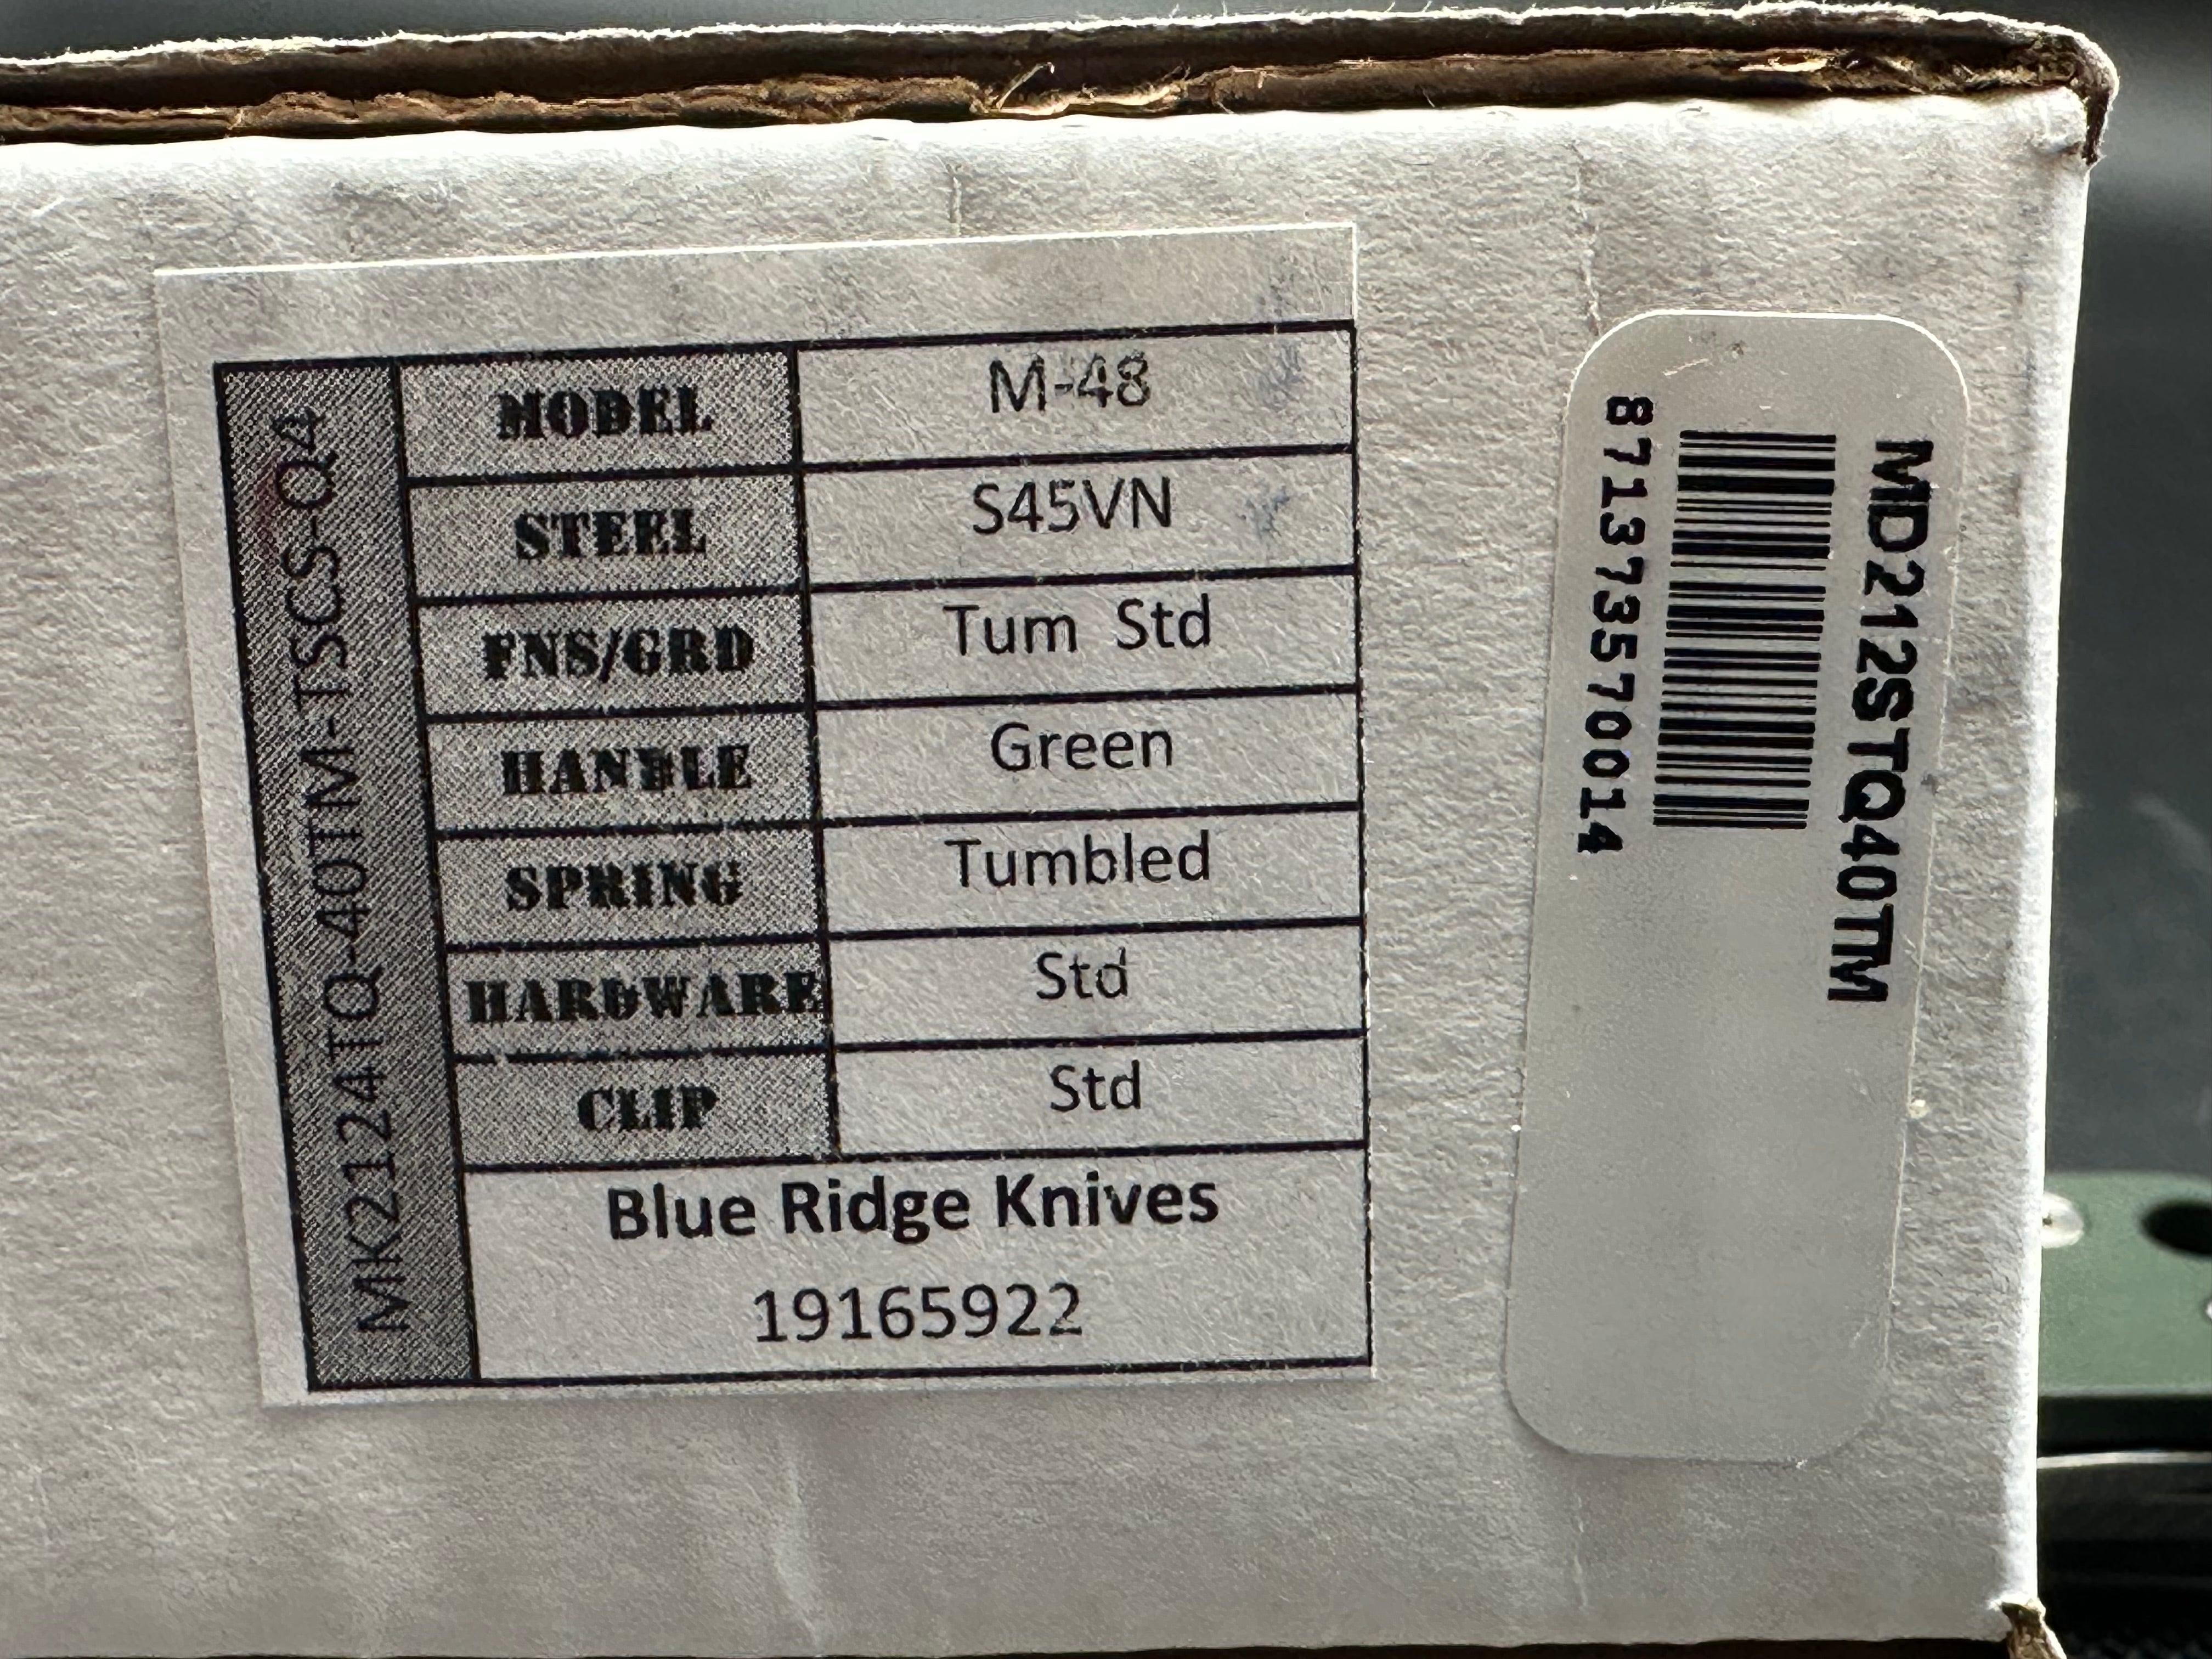 MK2124TQ-40TM-TSCS-Q4
MODEL M-48
STEEL S45VN
FNS/GRD Tum Std
HANDLE Green
SPRING Tumbled
HARDWARE Std
CLIP Std
Blue Ridge Knives
19165922
MD212STQ40TM
871373570014